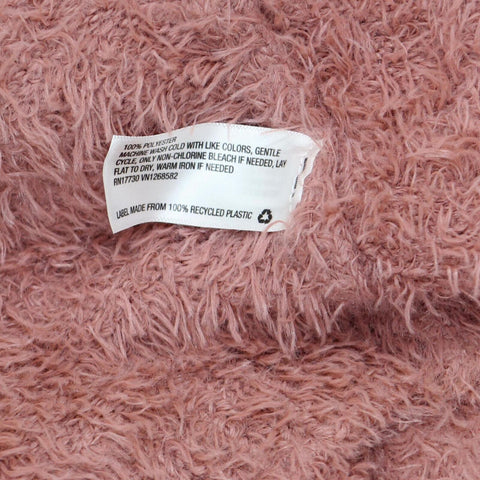 100% POLYESTER
MACHINE WASH COLD WITH LIKE COLORS, GENTLE
CYCLE, ONLY NON-CHLORINE BLEACH IF NEEDED, LAY
FLAT TO DRY, WARM IRON IF NEEDED
RN17730 VN1268582
LABEL MADE FROM 100% RECYCLED PLASTIC